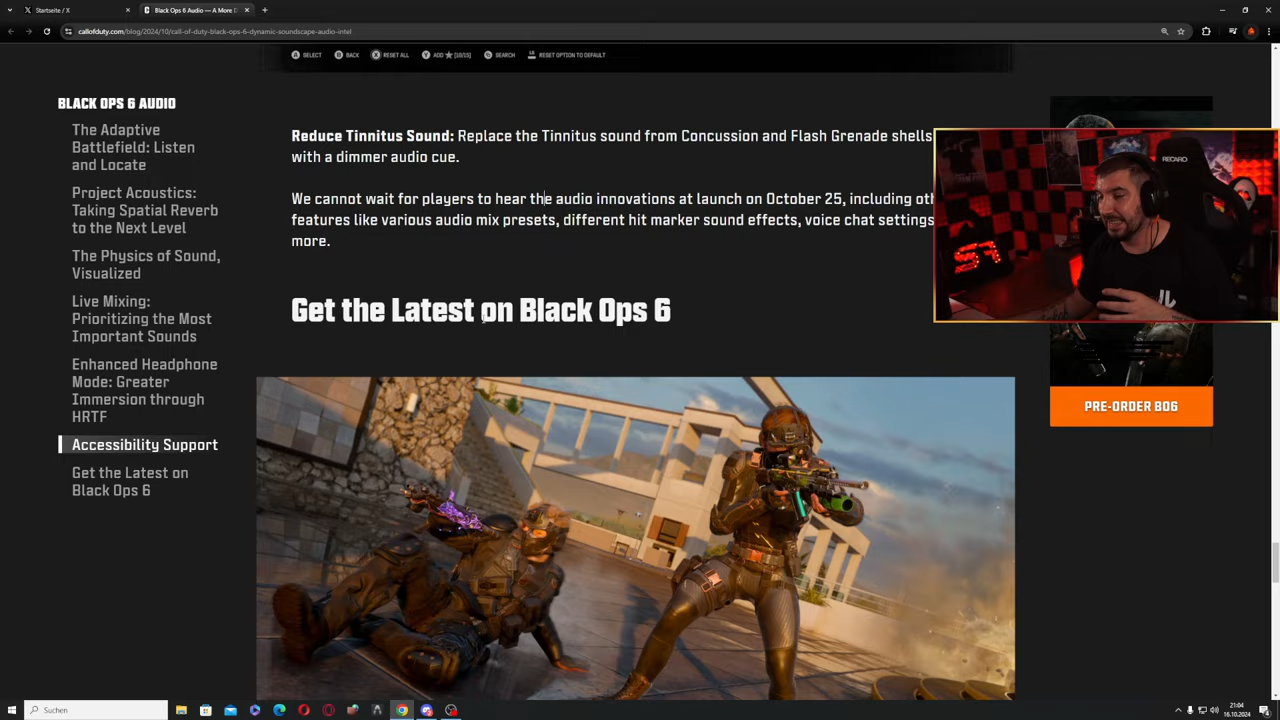 Startseite / X
Black Ops 6 Audio — A More D
callofduty.com/blog/2024/10/call-of-duty-black-ops-6-dynamic-soundscape-audio-intel
SELECT BACK RESET ALL ADD [10/15] SEARCH RESET OPTION TO DEFAULT
BLACK OPS 6 AUDIO
The Adaptive
Battlefield: Listen
and Locate
Project Acoustics:
Taking Spatial Reverb
to the Next Level
The Physics of Sound,
Visualized
Live Mixing:
Prioritizing the Most
Important Sounds
Enhanced Headphone
Mode: Greater
Immersion through
HRTF
Accessibility Support
Get the Latest on
Black Ops 6
Reduce Tinnitus Sound: Replace the Tinnitus sound from Concussion and Flash Grenade shells
with a dimmer audio cue.
We cannot wait for players to hear the audio innovations at launch on October 25, including oth
features like various audio mix presets, different hit marker sound effects, voice chat settings
more.
Get the Latest on Black Ops 6
RECARO
PRE-ORDER BO6
Suchen
21:04
16.10.2024